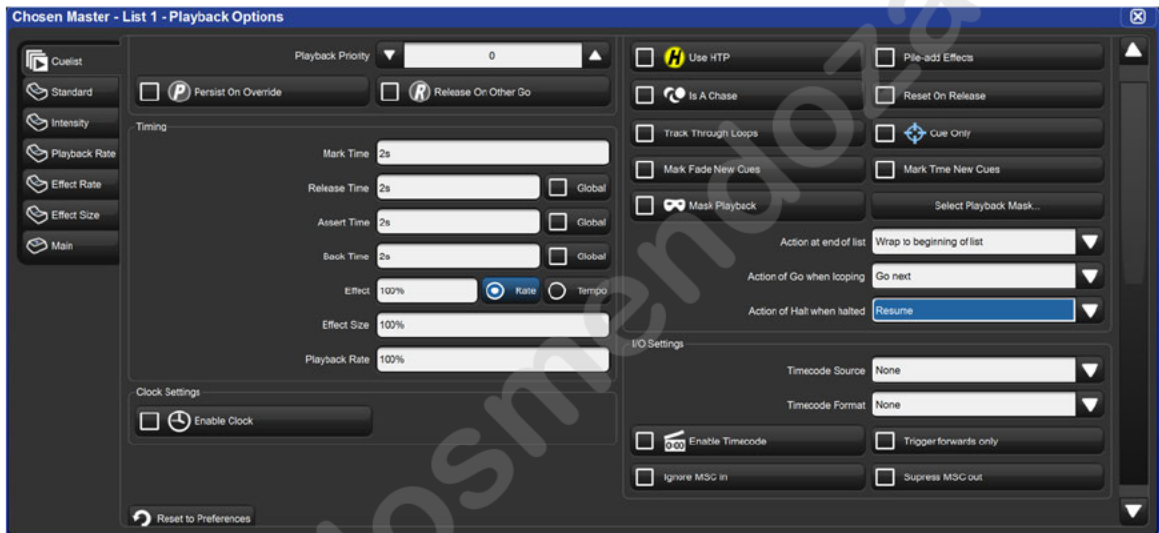 Chosen Master - List 1 - Playback Options
Cuelist
Standard
Intensity
Playback Rate
Effect Rate
Effect Size
Main
Playback Priority 0
P Persist On Override
R Release On Other Go
Timing
Mark Time 2s
Release Time 2s Global
Assert Time 2s Global
Back Time 2s Global
Effect 100% Rate Tempo
Effect Size 100%
Playback Rate 100%
Clock Settings
Enable Clock
Reset to Preferences
H Use HTP
Pile-add Effects
Is A Chase
Reset On Release
Track Through Loops
Cue Only
Mark Fade New Cues
Mark Time New Cues
Mask Playback
Select Playback Mask...
Action at end of list Wrap to beginning of list
Action of Go when looping Go next
Action of Halt when halted Resume
I/O Settings
Timecode Source None
Timecode Format None
0:00 Enable Timecode
Trigger forwards only
Ignore MSC in
Supress MSC out
osmendoza